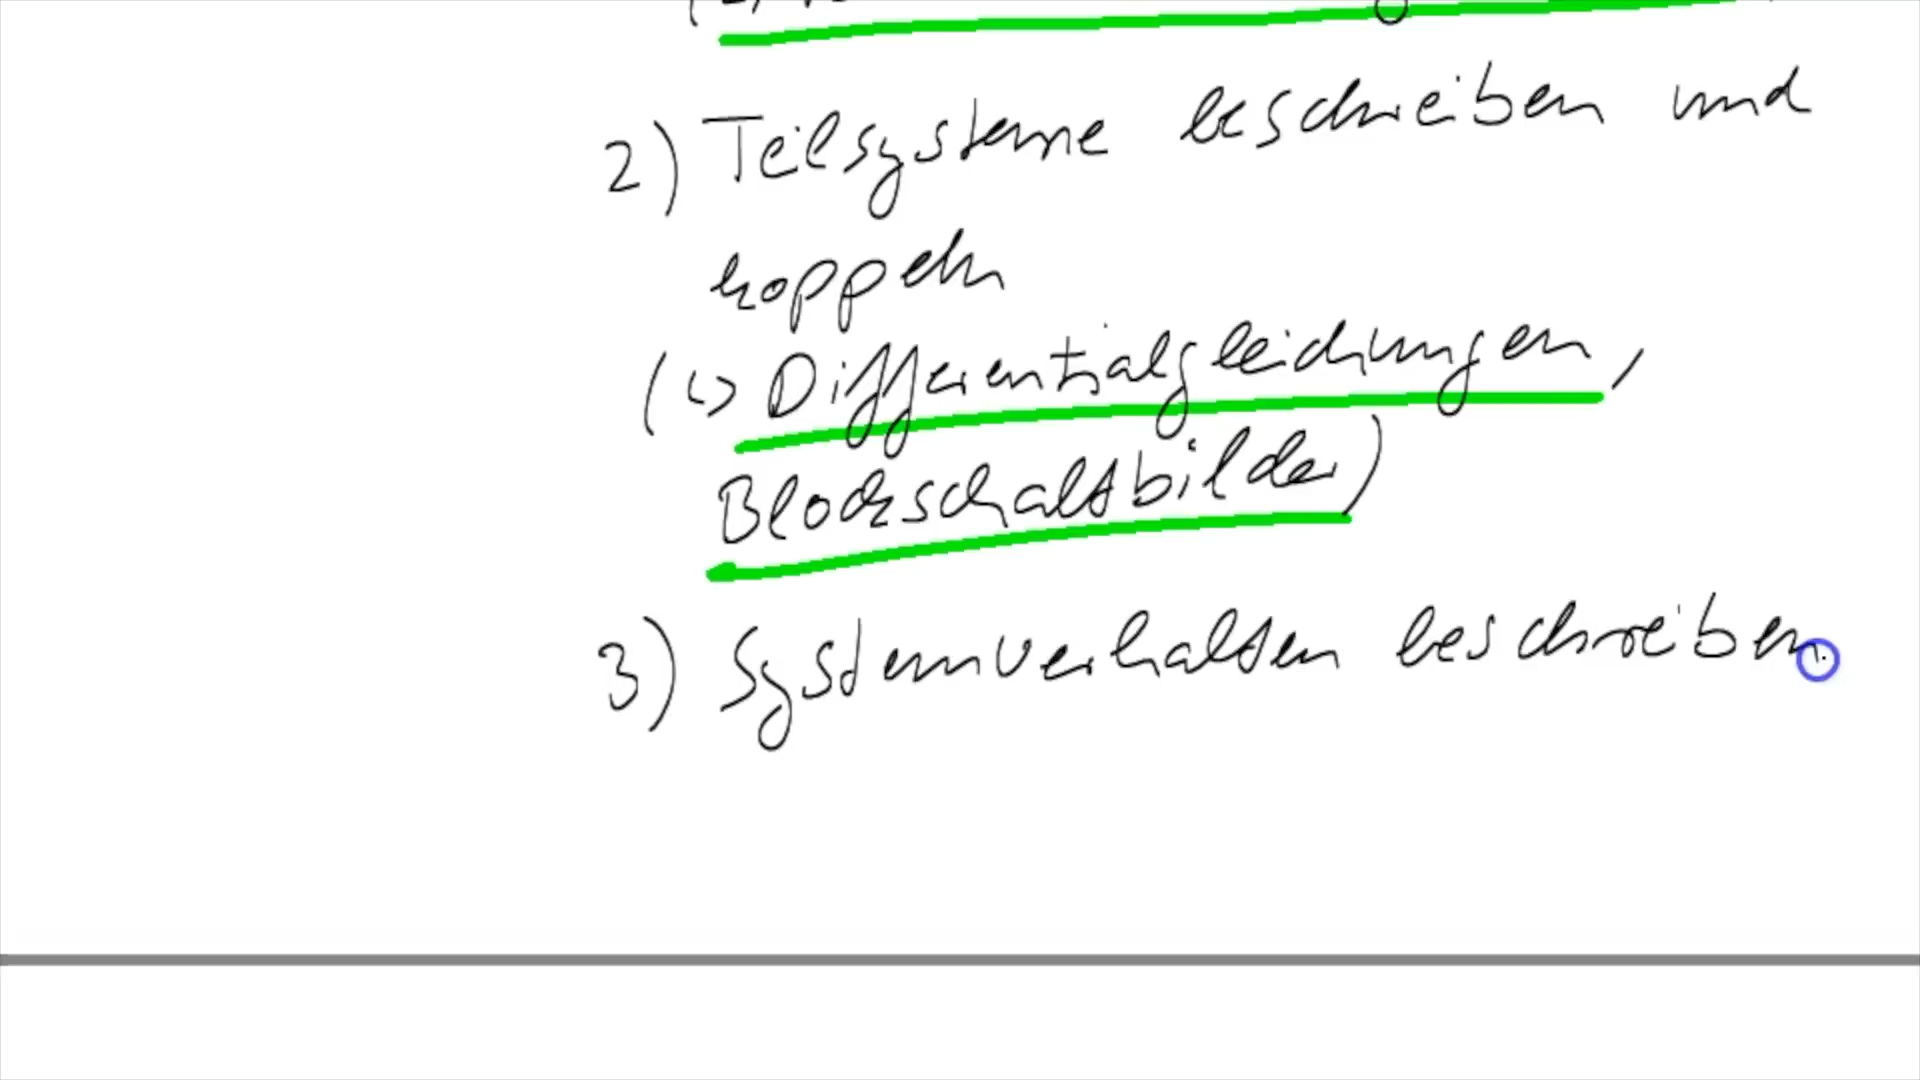 2) Teilsysteme beschreiben und
koppeln
(↪ Differentialgleichungen,
Blockschaltbilder)
3) Systemverhalten beschreiben